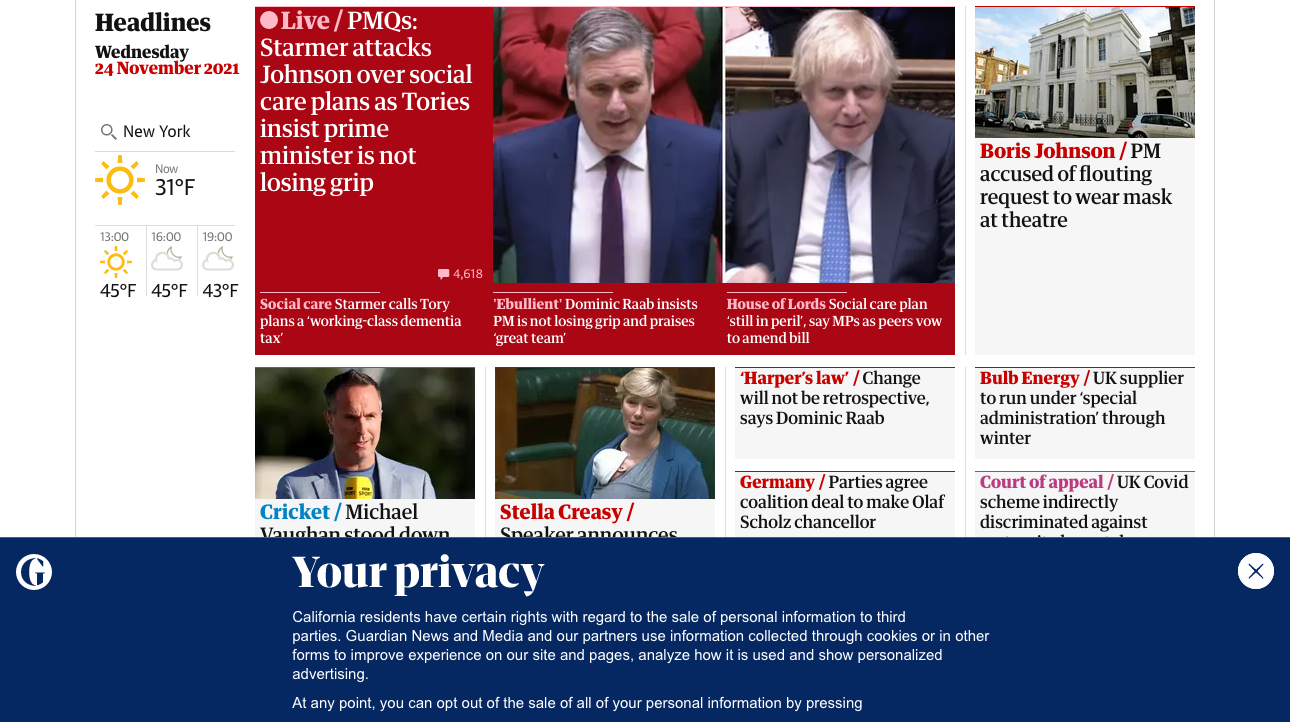 Headlines
Wednesday
24 November 2021
New York
Now
31°F
13:00
16:00
19:00
45°F
45°F
43°F
Live / PMQs:
Starmer attacks
Johnson over social
care plans as Tories
insist prime
minister is not
losing grip
4,618
Social care Starmer calls Tory
plans a ‘working-class dementia
tax’
'Ebullient' Dominic Raab insists
PM is not losing grip and praises
‘great team’
House of Lords Social care plan
‘still in peril’, say MPs as peers vow
to amend bill
Boris Johnson / PM
accused of flouting
request to wear mask
at theatre
Cricket / Michael
Vaughan stood down
SPORT
Stella Creasy /
Speaker announces
‘Harper’s law’ / Change
will not be retrospective,
says Dominic Raab
Germany / Parties agree
coalition deal to make Olaf
Scholz chancellor
Bulb Energy / UK supplier
to run under ‘special
administration’ through
winter
Court of appeal / UK Covid
scheme indirectly
discriminated against
Your privacy
California residents have certain rights with regard to the sale of personal information to third
parties. Guardian News and Media and our partners use information collected through cookies or in other
forms to improve experience on our site and pages, analyze how it is used and show personalized
advertising.
At any point, you can opt out of the sale of all of your personal information by pressing